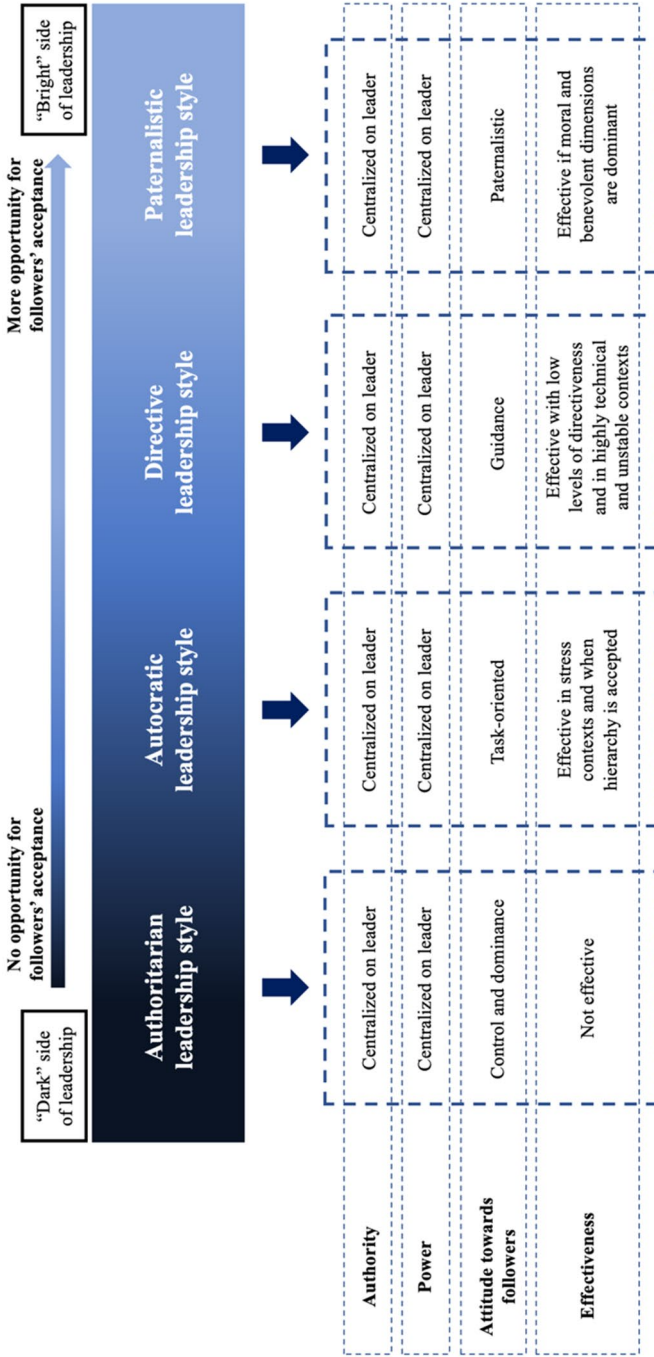 No opportunity for
followers’ acceptance
More opportunity for
followers’ acceptance
“Dark” side
of leadership
“Bright” side
of leadership
Authoritarian
leadership style
Autocratic
leadership style
Directive
leadership style
Paternalistic
leadership style
Authority
Centralized on leader
Centralized on leader
Centralized on leader
Centralized on leader
Power
Centralized on leader
Centralized on leader
Centralized on leader
Centralized on leader
Attitude towards
followers
Control and dominance
Task-oriented
Guidance
Paternalistic
Effectiveness
Not effective
Effective in stress
contexts and when
hierarchy is accepted
Effective with low
levels of directiveness
and in highly technical
and unstable contexts
Effective if moral and
benevolent dimensions
are dominant